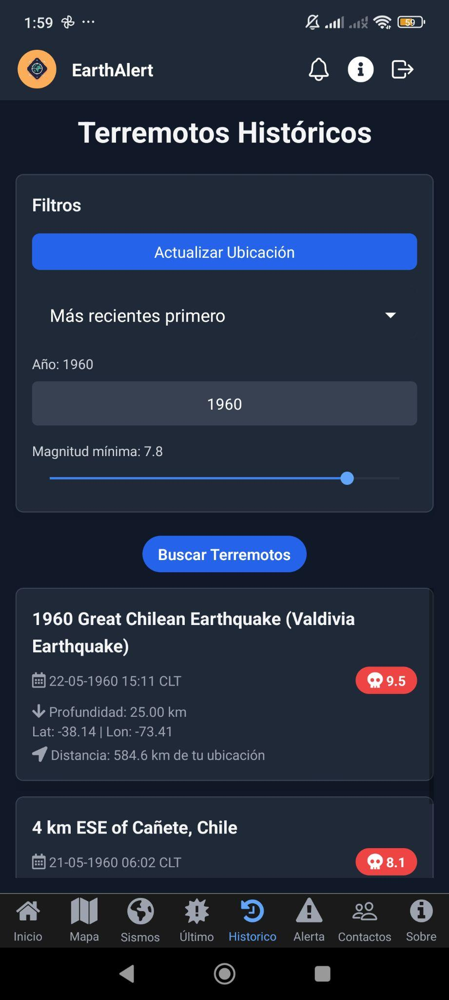 1:59
59
EarthAlert
Terremotos Históricos
Filtros
Actualizar Ubicación
Más recientes primero
Año: 1960
1960
Magnitud mínima: 7.8
Buscar Terremotos
1960 Great Chilean Earthquake (Valdivia
Earthquake)
22-05-1960 15:11 CLT
9.5
Profundidad: 25.00 km
Lat: -38.14 | Lon: -73.41
Distancia: 584.6 km de tu ubicación
4 km ESE of Cañete, Chile
21-05-1960 06:02 CLT
8.1
Inicio
Mapa
Sismos
Último
Historico
Alerta
Contactos
Sobre